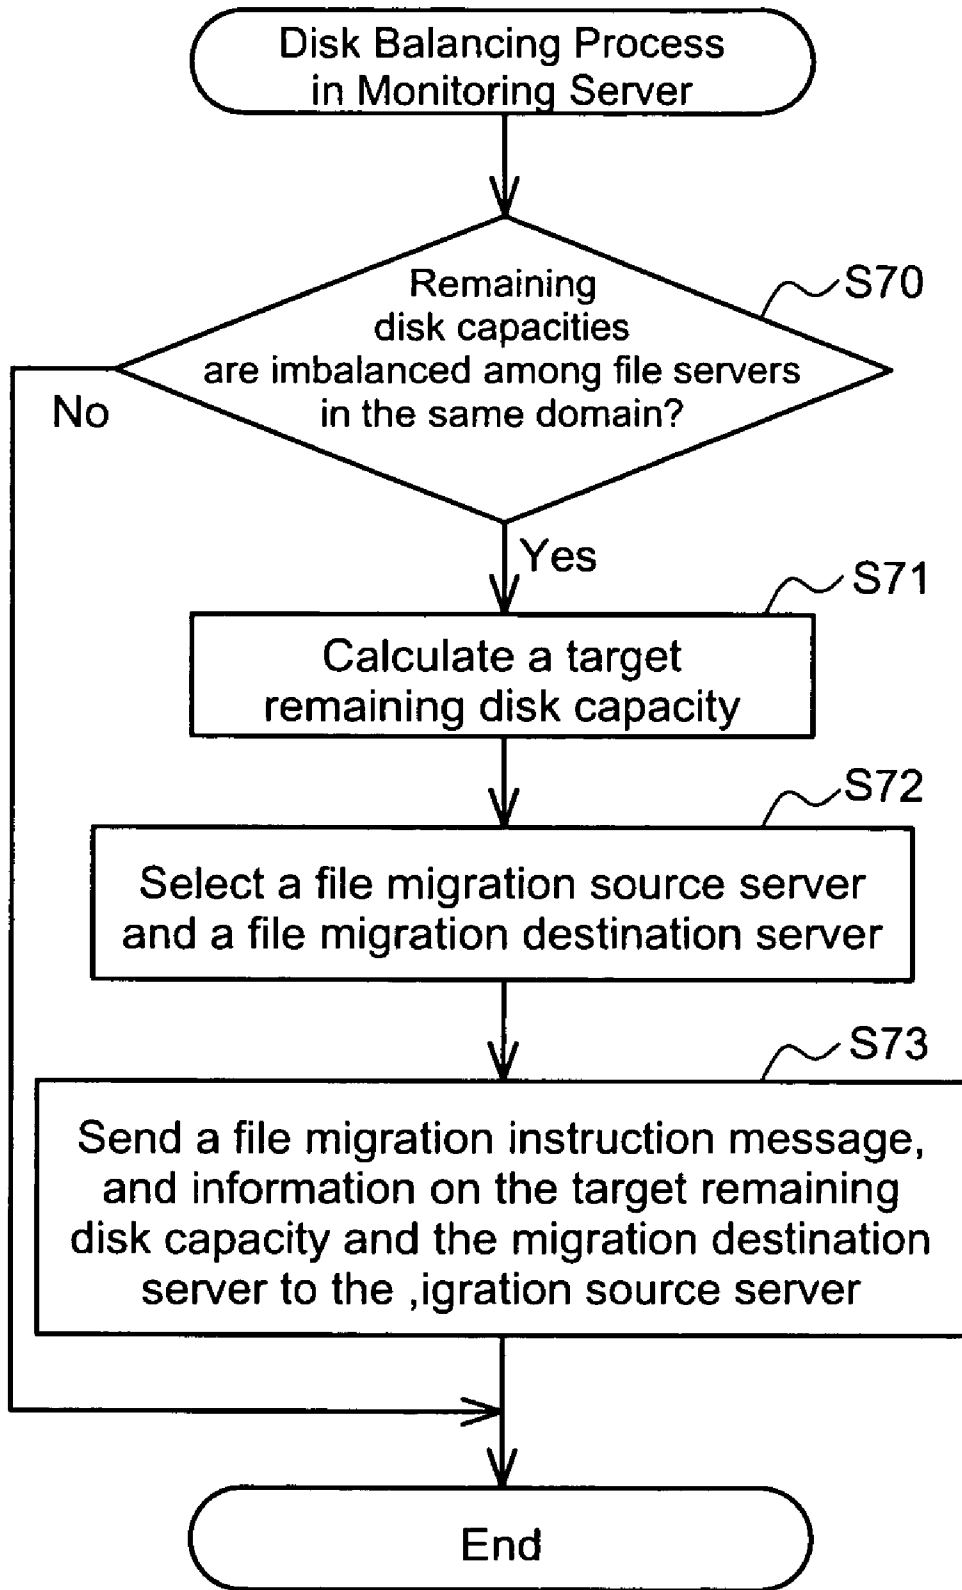 Disk Balancing Process
in Monitoring Server
Remaining
disk capacities
are imbalanced among file servers
in the same domain?
S70
No
Yes
S71
Calculate a target
remaining disk capacity
S72
Select a file migration source server
and a file migration destination server
S73
Send a file migration instruction message,
and information on the target remaining
disk capacity and the migration destination
server to the ,igration source server
End